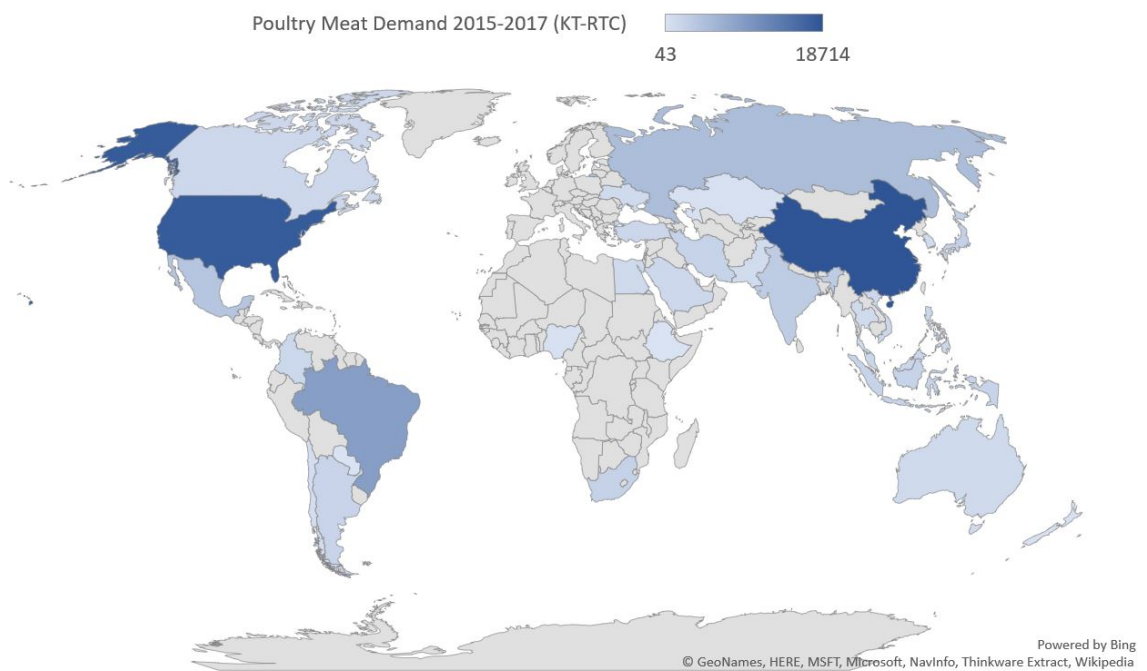 Poultry Meat Demand 2015-2017 (KT-RTC)
43 18714
Powered by Bing
© GeoNames, HERE, MSFT, Microsoft, NavInfo, Thinkware Extract, Wikipedia